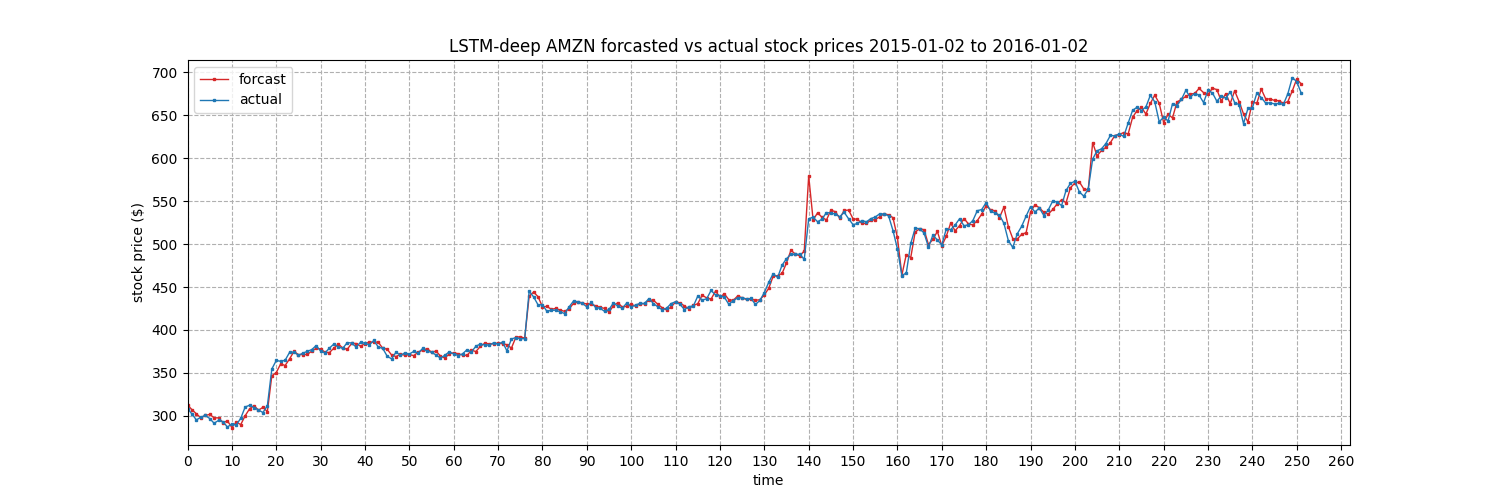 LSTM-deep AMZN forcasted vs actual stock prices 2015-01-02 to 2016-01-02
forcast
actual
700
650
600
550
500
450
400
350
300
stock price ($)
0 10 20 30 40 50 60 70 80 90 100 110 120 130 140 150 160 170 180 190 200 210 220 230 240 250 260
time